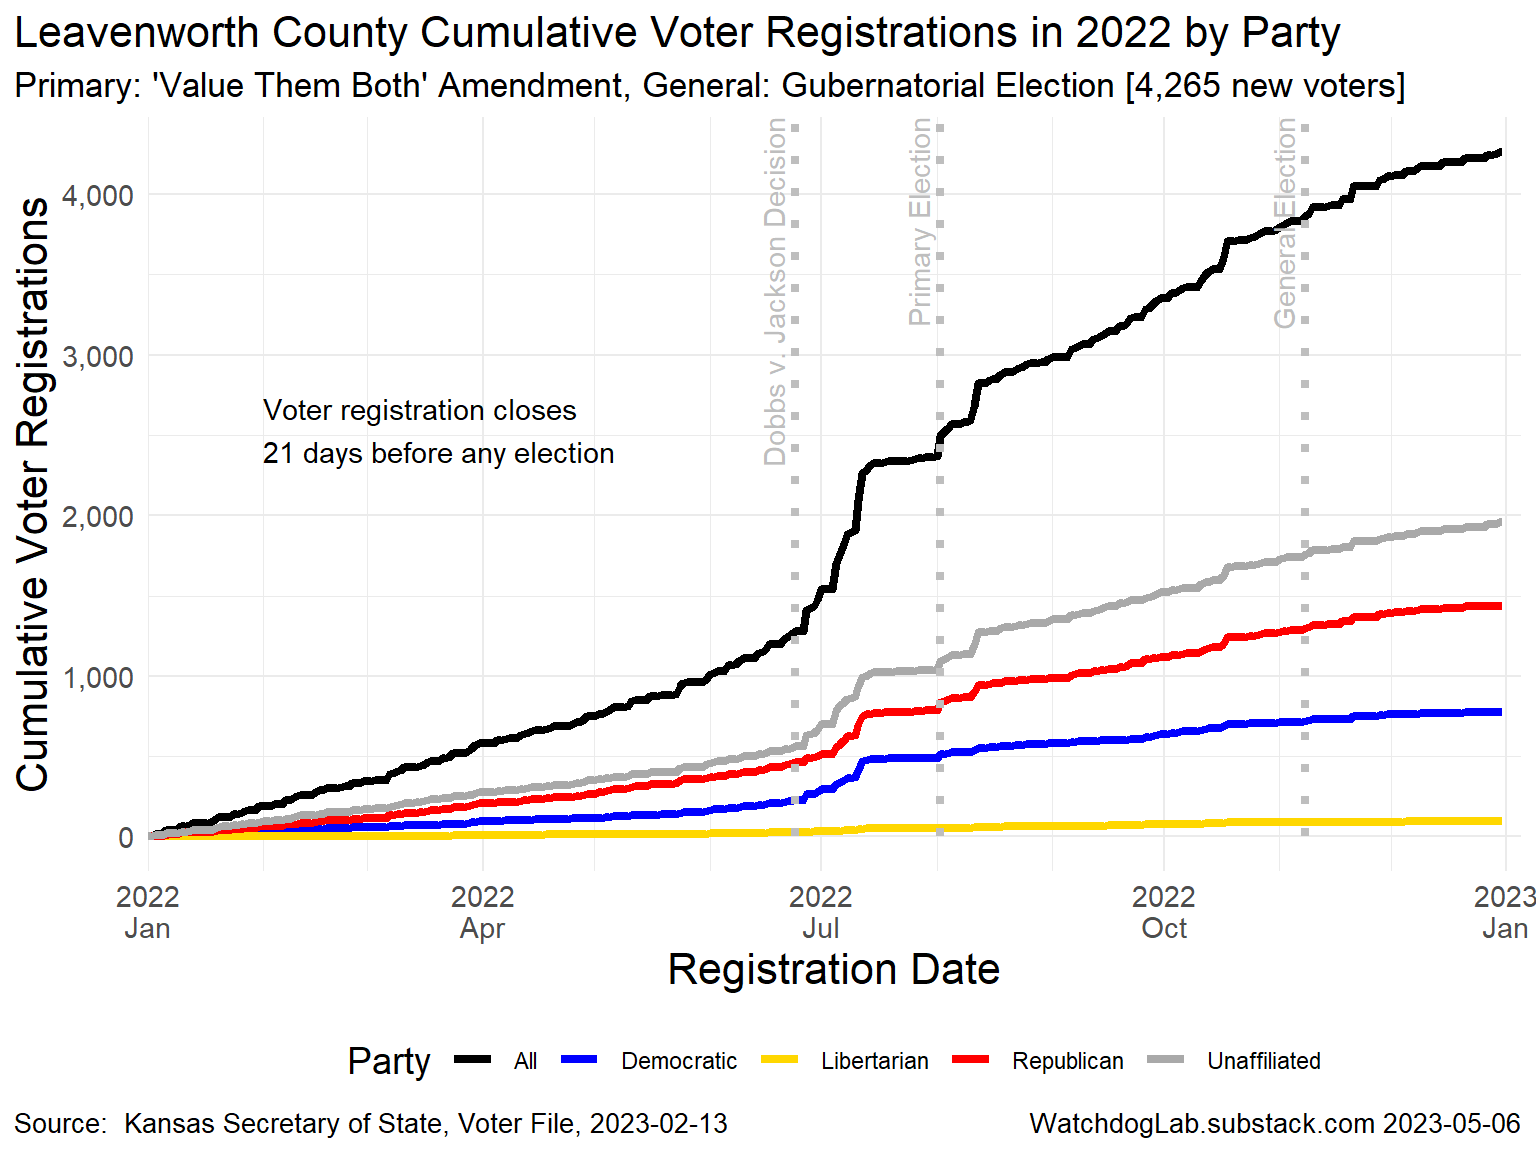 Leavenworth County Cumulative Voter Registrations in 2022 by Party
Primary: 'Value Them Both' Amendment, General: Gubernatorial Election [4,265 new voters]
Cumulative Voter Registrations
4,000
3,000
2,000
1,000
0
Dobbs v. Jackson Decision
Primary Election
General Election
Voter registration closes
21 days before any election
2022
Jan
2022
Apr
2022
Jul
2022
Oct
2023
Jan
Registration Date
Party All Democratic Libertarian Republican Unaffiliated
Source:  Kansas Secretary of State, Voter File, 2023-02-13
WatchdogLab.substack.com 2023-05-06